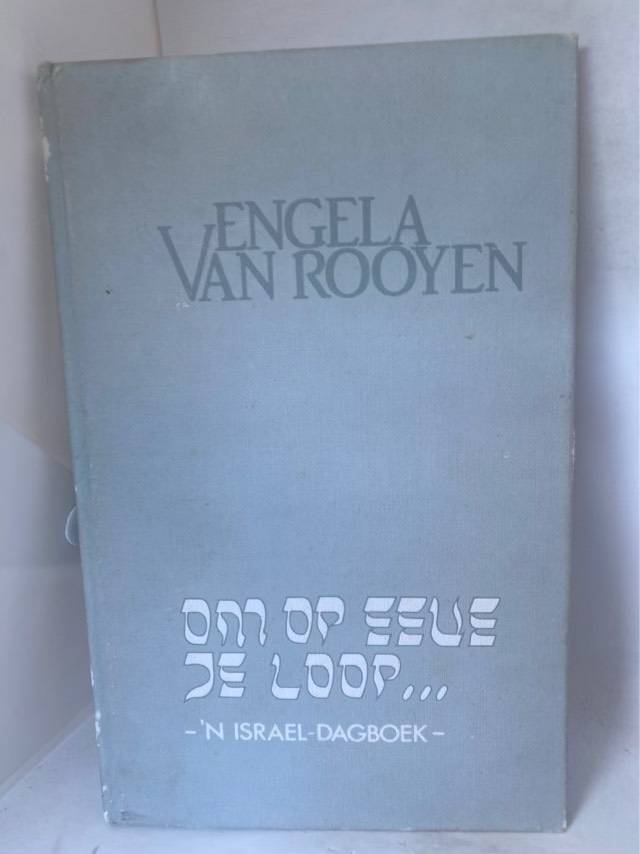 ENGELA
VAN ROOYEN
OM OP EEUE
TE LOOP...
-'N ISRAEL-DAGBOEK-